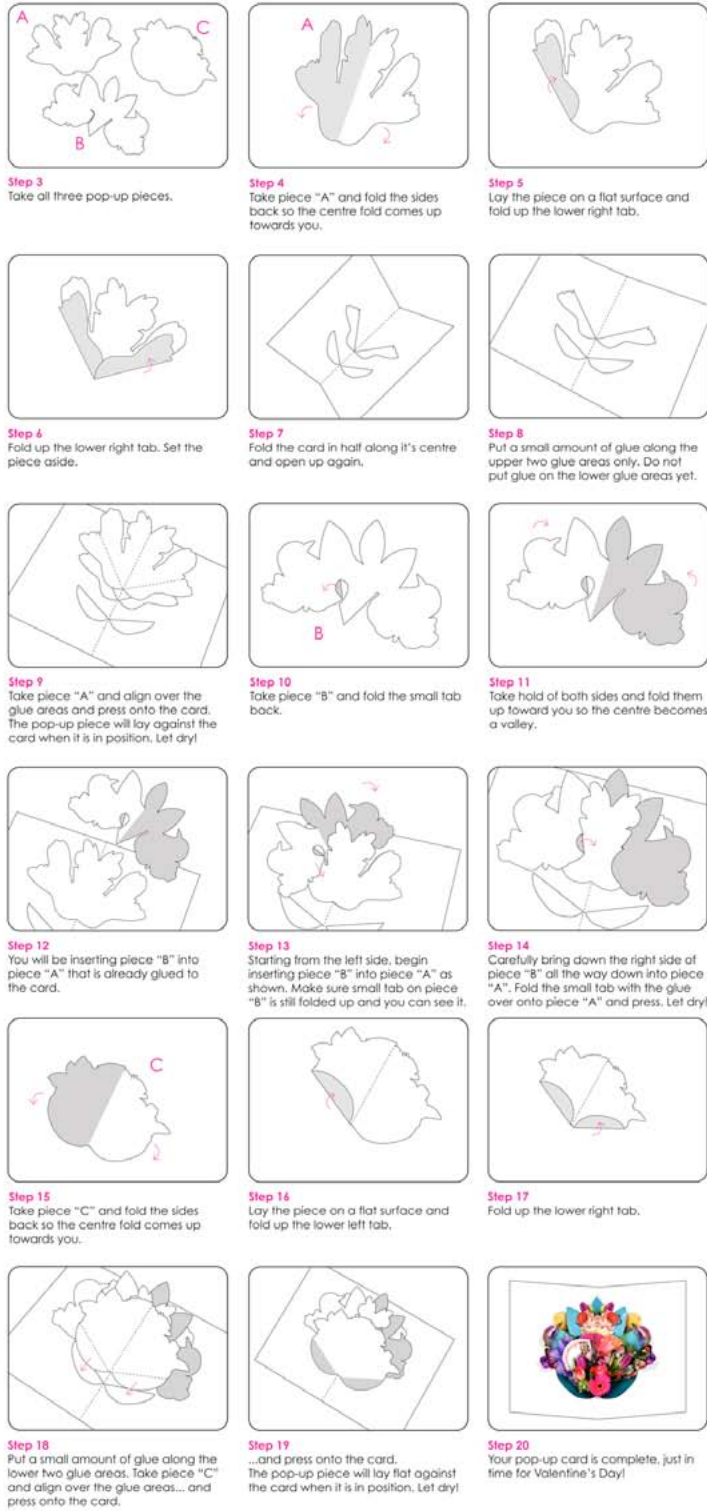 A
C
B
Step 3
Take all three pop-up pieces.
A
Step 4
Take piece “A” and fold the sides
back so the centre fold comes up
towards you.
Step 5
Lay the piece on a flat surface and
fold up the lower right tab.
Step 6
Fold up the lower right tab. Set the
piece aside.
Step 7
Fold the card in half along it’s centre
and open up again.
Step 8
Put a small amount of glue along the
upper two glue areas only. Do not
put glue on the lower glue areas yet.
Step 9
Take piece “A” and align over the
glue areas and press onto the card.
The pop-up piece will lay against the
card when it is in position. Let dry!
B
Step 10
Take piece “B” and fold the small tab
back.
Step 11
Take hold of both sides and fold them
up toward you so the centre becomes
a valley.
Step 12
You will be inserting piece “B” into
piece “A” that is already glued to
the card.
Step 13
Starting from the left side, begin
inserting piece “B” into piece “A” as
shown. Make sure small tab on piece
“B” is still folded up and you can see it.
Step 14
Carefully bring down the right side of
piece “B” all the way down into piece
“A”. Fold the small tab with the glue
over onto piece “A” and press. Let dry!
C
Step 15
Take piece “C” and fold the sides
back so the centre fold comes up
towards you.
Step 16
Lay the piece on a flat surface and
fold up the lower left tab.
Step 17
Fold up the lower right tab.
Step 18
Put a small amount of glue along the
lower two glue areas. Take piece “C”
and align over the glue areas... and
press onto the card.
Step 19
...and press onto the card.
The pop-up piece will lay flat against
the card when it is in position. Let dry!
Step 20
Your pop-up card is complete, just in
time for Valentine’s Day!